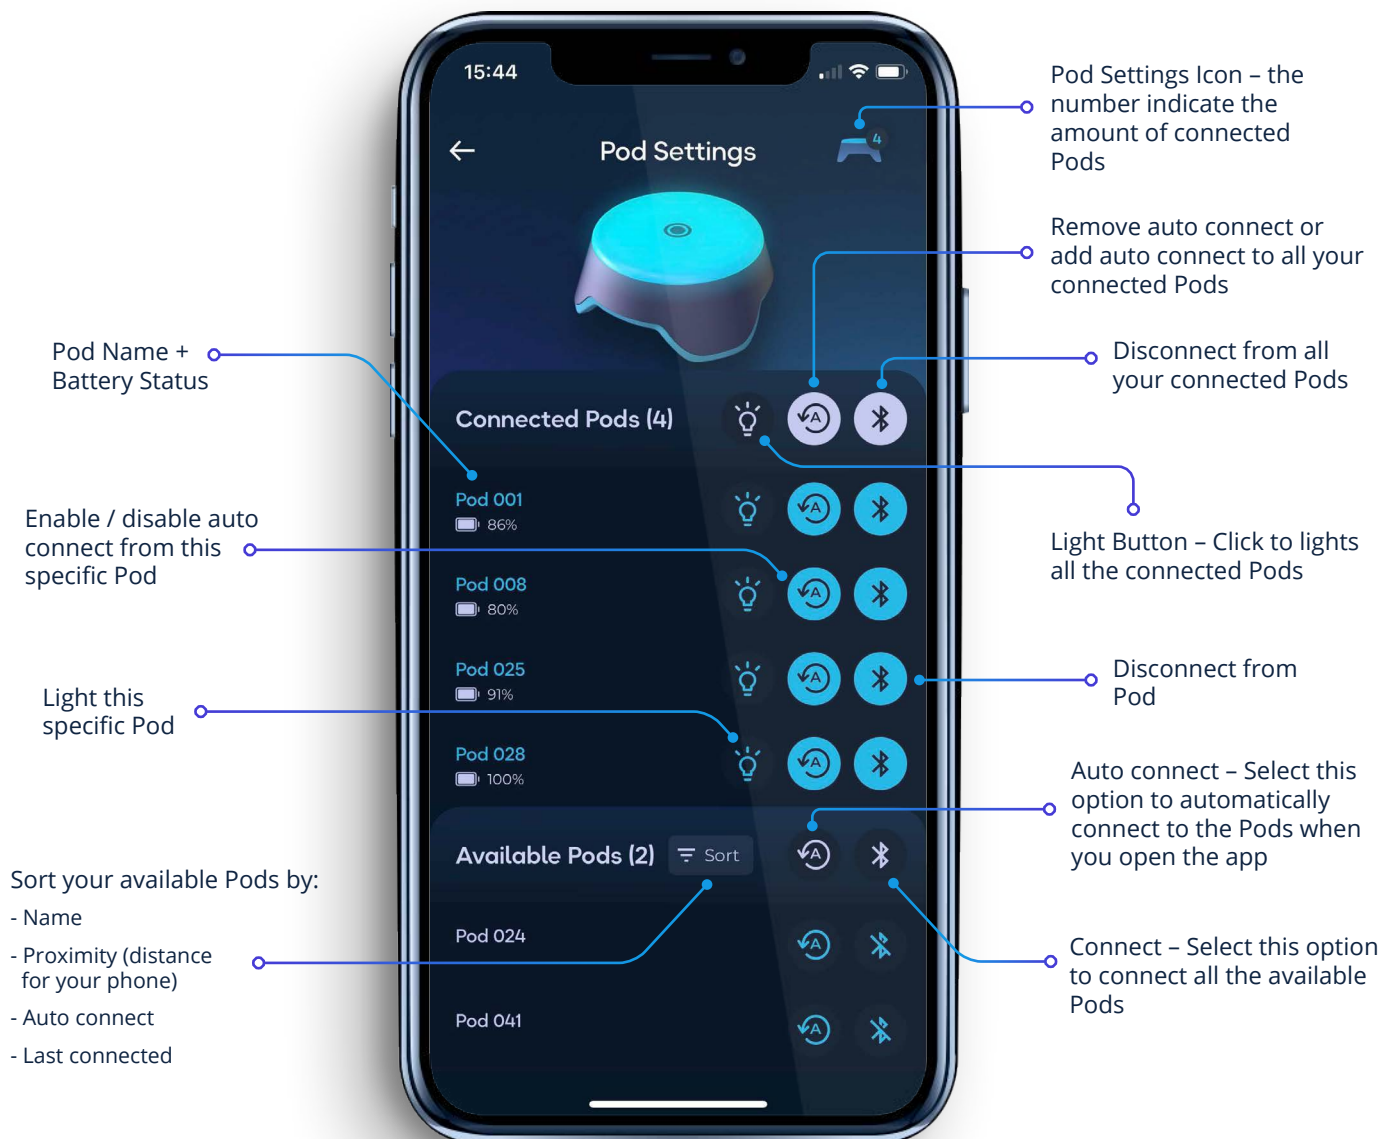 15:44
Pod Settings
4
Connected Pods (4)
A
Pod 001
86%
A
Pod 008
80%
A
Pod 025
91%
A
Pod 028
100%
A
Available Pods (2)
Sort
A
Pod 024
A
Pod 041
A
Pod Name +
Battery Status
Enable / disable auto
connect from this
specific Pod
Light this
specific Pod
Sort your available Pods by:
- Name
- Proximity (distance
for your phone)
- Auto connect
- Last connected
Pod Settings Icon – the
number indicate the
amount of connected
Pods
Remove auto connect or
add auto connect to all your
connected Pods
Disconnect from all
your connected Pods
Light Button – Click to lights
all the connected Pods
Disconnect from
Pod
Auto connect – Select this
option to automatically
connect to the Pods when
you open the app
Connect – Select this option
to connect all the available
Pods